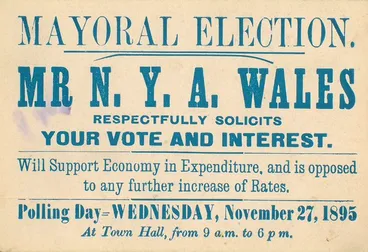 MAYORAL ELECTION.
MR N. Y. A. WALES
RESPECTFULLY SOLICITS
YOUR VOTE AND INTEREST.
Will Support Economy in Expenditure, and is opposed
to any further increase of Rates.
Polling Day=WEDNESDAY, November 27, 1895
At Town Hall, from 9 a.m. to 6 p m.